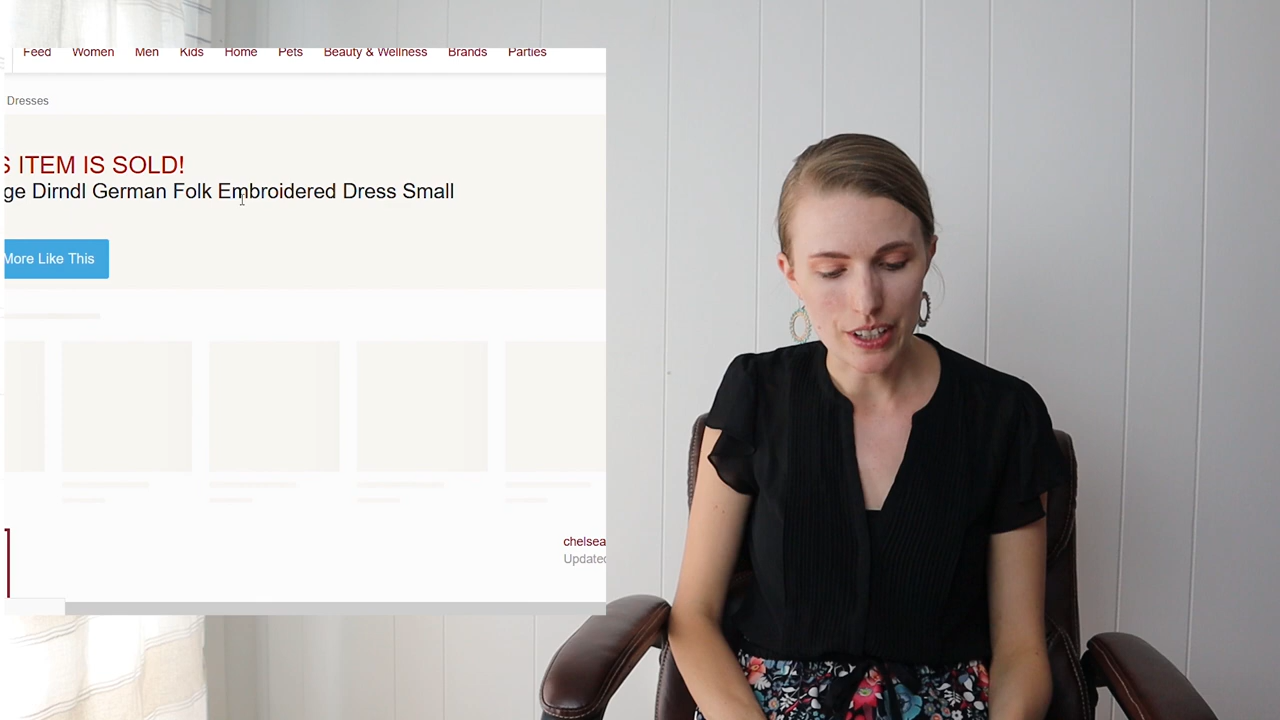 Feed Women Men Kids Home Pets Beauty & Wellness Brands Parties
Dresses
S ITEM IS SOLD!
ge Dirndl German Folk Embroidered Dress Small
More Like This
chelsea
Updated